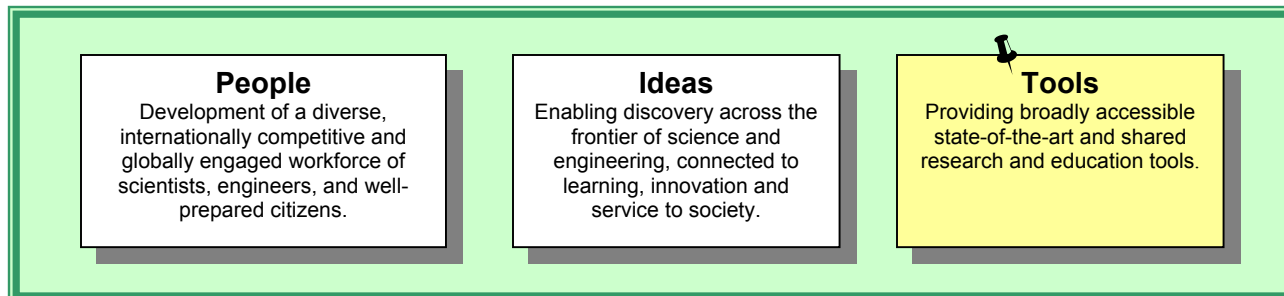 People
Development of a diverse,
internationally competitive and
globally engaged workforce of
scientists, engineers, and well-
prepared citizens.
Ideas
Enabling discovery across the
frontier of science and
engineering, connected to
learning, innovation and
service to society.
Tools
Providing broadly accessible
state-of-the-art and shared
research and education tools.